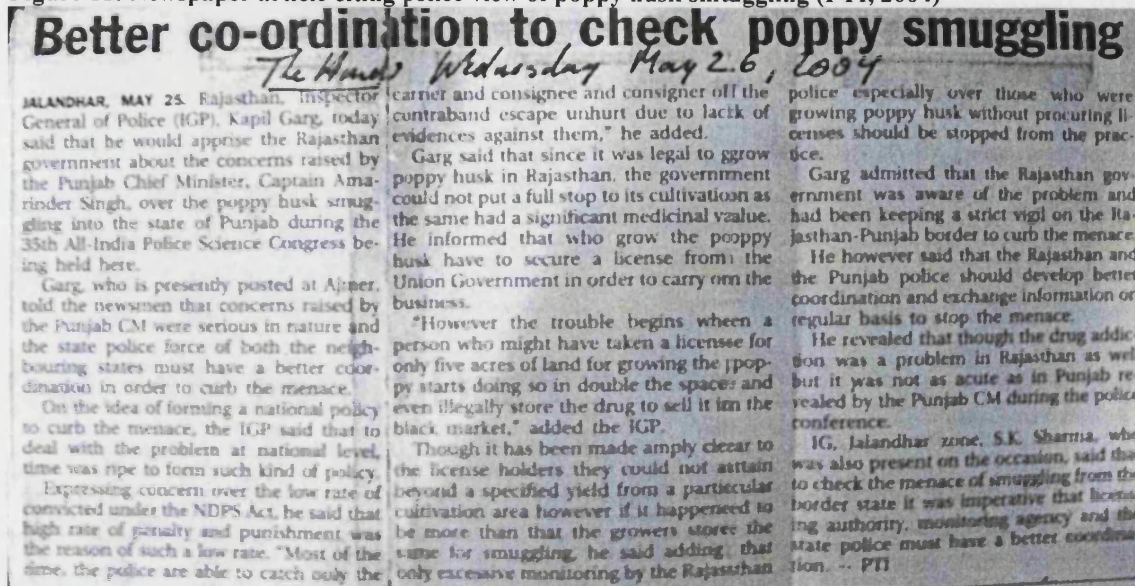 Better co-ordination to check poppy smuggling
Wednesday May 26, 2004
JALANDHAR, MAY 25. Rajasthan, Inspector
General of Police (IGP), Kapil Garg, today
said that he would apprise the Rajasthan
government about the concerns raised by
the Punjab Chief Minister, Captain Ama-
rinder Singh, over the poppy husk smug-
gling into the state of Punjab during the
35th All-India Police Science Congress be-
ing held here.
Garg, who is presently posted at Ajmer,
told the newsmen that concerns raised by
the Punjab CM were serious in nature and
the state police force of both the neigh-
bouring states must have a better coor-
dination in order to curb the menace.
On the idea of forming a national policy
to curb the menace, the IGP said that to
deal with the problem at national level,
time was ripe to form such kind of policy.
Expressing concern over the low rate of
convicted under the NDPS Act, he said that
high rate of penalty and punishment was
the reason of such a low rate. "Most of the
time, the police are able to catch only the
carrier and consignee and consigner off the
contraband escape unhurt due to lack of
evidences against them," he added.
Garg said that since it was legal to ggrow
poppy husk in Rajasthan, the government
could not put a full stop to its cultivatioon as
the same had a significant medicinal vaalue.
He informed that who grow the pooppy
husk have to secure a license from the
Union Government in order to carry onn the
business.
"However the trouble begins wheen a
person who might have taken a licensee for
only five acres of land for growing the ppop-
py starts doing so in double the space and
even illegally store the drug to sell it inn the
black market," added the IGP.
Though it has been made amply cleear to
the license holders they could not attain
beyond a specified yield from a particcular
cultivation area however if it happeneed to
be more than that the growers storee the
same for smuggling, he said adding, that
only excessive monitoring by the Rajassthan
police especially over those who were
growing poppy husk without procuring li-
censes should be stopped from the prac-
tice.
Garg admitted that the Rajasthan gov-
ernment was aware of the problem and
had been keeping a strict vigil on the Ra-
jasthan-Punjab border to curb the menace.
He however said that the Rajasthan and
the Punjab police should develop better
coordination and exchange information on
regular basis to stop the menace.
He revealed that though the drug addic-
tion was a problem in Rajasthan as well
but it was not as acute as in Punjab re-
vealed by the Punjab CM during the police
conference.
IG, Jalandhar zone, S.K. Sharma, who
was also present on the occasion, said that
to check the menace of smuggling from the
border state it was imperative that licens-
ing authority, monitoring agency and the
state police must have a better coordina-
tion. -- PTI